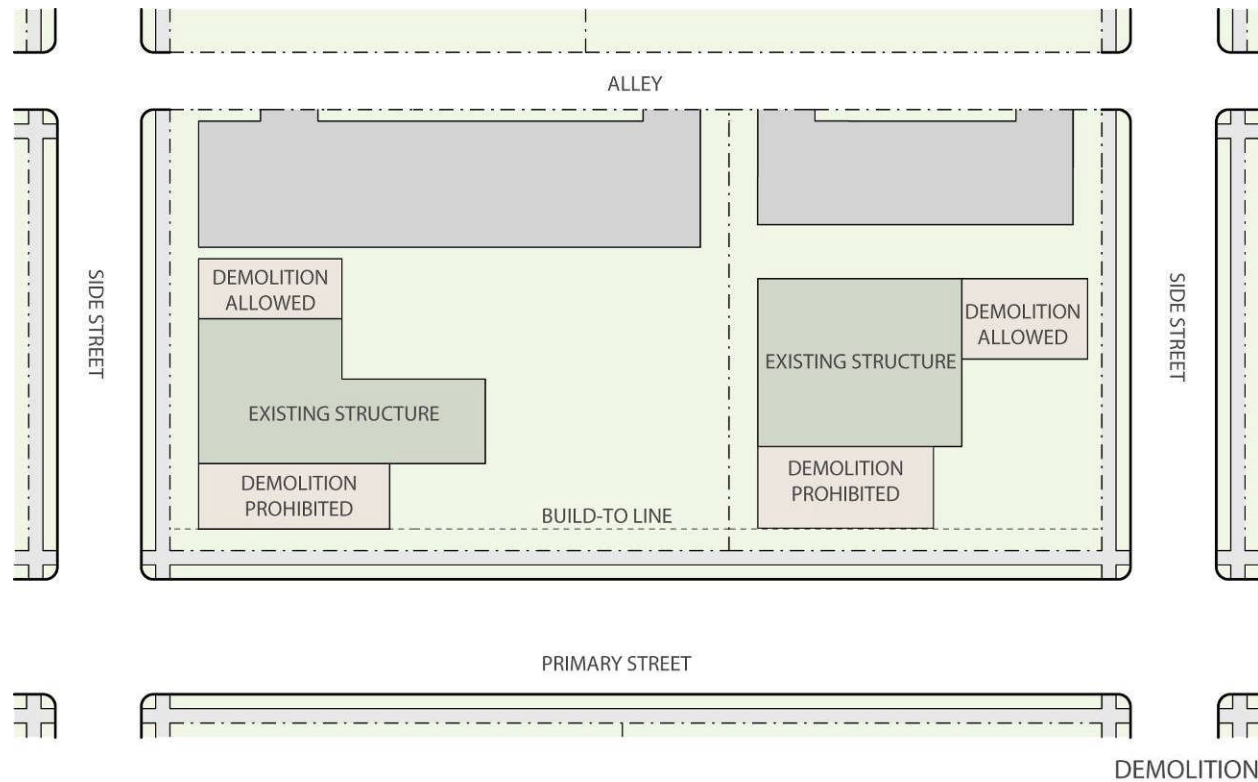 ALLEY
SIDE STREET
DEMOLITION
ALLOWED
EXISTING STRUCTURE
DEMOLITION
PROHIBITED
BUILD-TO LINE
EXISTING STRUCTURE
DEMOLITION
ALLOWED
DEMOLITION
PROHIBITED
SIDE STREET
PRIMARY STREET
DEMOLITION